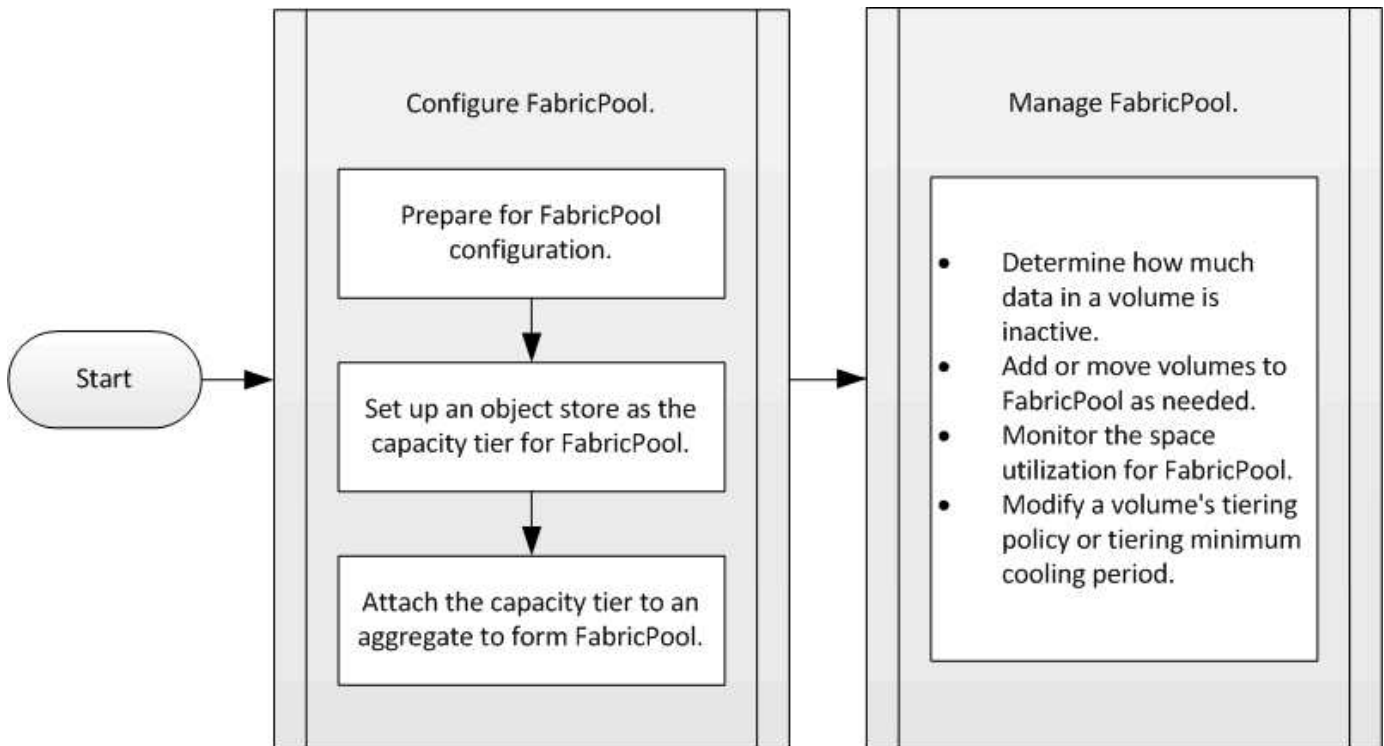 Start
Configure FabricPool.
Prepare for FabricPool
configuration.
Set up an object store as the
capacity tier for FabricPool.
Attach the capacity tier to an
aggregate to form FabricPool.
Manage FabricPool.
• Determine how much
data in a volume is
inactive.
• Add or move volumes to
FabricPool as needed.
• Monitor the space
utilization for FabricPool.
• Modify a volume's tiering
policy or tiering minimum
cooling period.